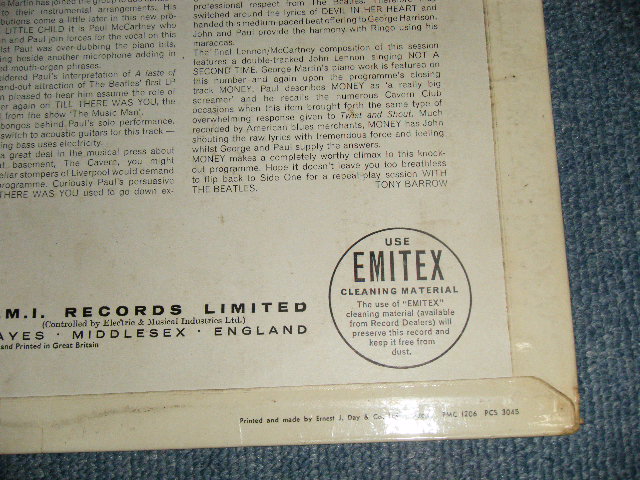 Martin has joined the group to add
to their instrumental arrangements. His
butions come a little later in this new pro-
LITTLE CHILD it is Paul McCartney who
n and Paul join forces for the vocal on this
hilst Paul was over-dubbing the piano bits,
ng beside another microphone adding in
d mouth-organ phrases.
dered Paul's interpretation of A taste of
and-out attraction of The Beatles' first LP
n pleased to hear him assume the role of
er again on TILL THERE WAS YOU, the
from the show 'The Music Man'.
bongos behind Paul's solo performance,
switch to acoustic guitars for this track —
ing bass uses electricity.
a great deal in the musical press about
al basement, The Cavern, you might
liar stompers of Liverpool would demand
rogramme. Curiously Paul's persuasive
HERE WAS YOU used to go down ex-
professional respect from The Beatles.
switched around the lyrics of DEVIL IN HER HEART and
handed this medium-paced beat offering to George Harrison.
John and Paul provide the harmony with Ringo using his
maraccas.
The final Lennon/McCartney composition of this session
features a double-tracked John Lennon singing NOT A
SECOND TIME. George Martin's piano work is featured on
this number and again upon the programme's closing
track MONEY. Paul describes MONEY as 'a really big
screamer' and he recalls the numerous Cavern Club
occasions when this item brought forth the same type of
overwhelming response given to Twist and Shout. Much
recorded by American blues merchants, MONEY has John
shouting the raw lyrics with tremendous force and feeling
whilst George and Paul supply the answers.
MONEY makes a completely worthy climax to this knock-
out programme. Hope it doesn't leave you too breathless
to flip back to Side One for a repeat-play session WITH
THE BEATLES. TONY BARROW
USE
EMITEX
CLEANING MATERIAL
The use of "EMITEX"
cleaning material (available
from Record Dealers) will
preserve this record and
keep it free from
dust.
.M.I. RECORDS LIMITED
(Controlled by Electric & Musical Industries Ltd.)
AYES · MIDDLESEX · ENGLAND
and Printed in Great Britain
Printed and made by Ernest J. Day & Co. PMC 1206 PCS 3045